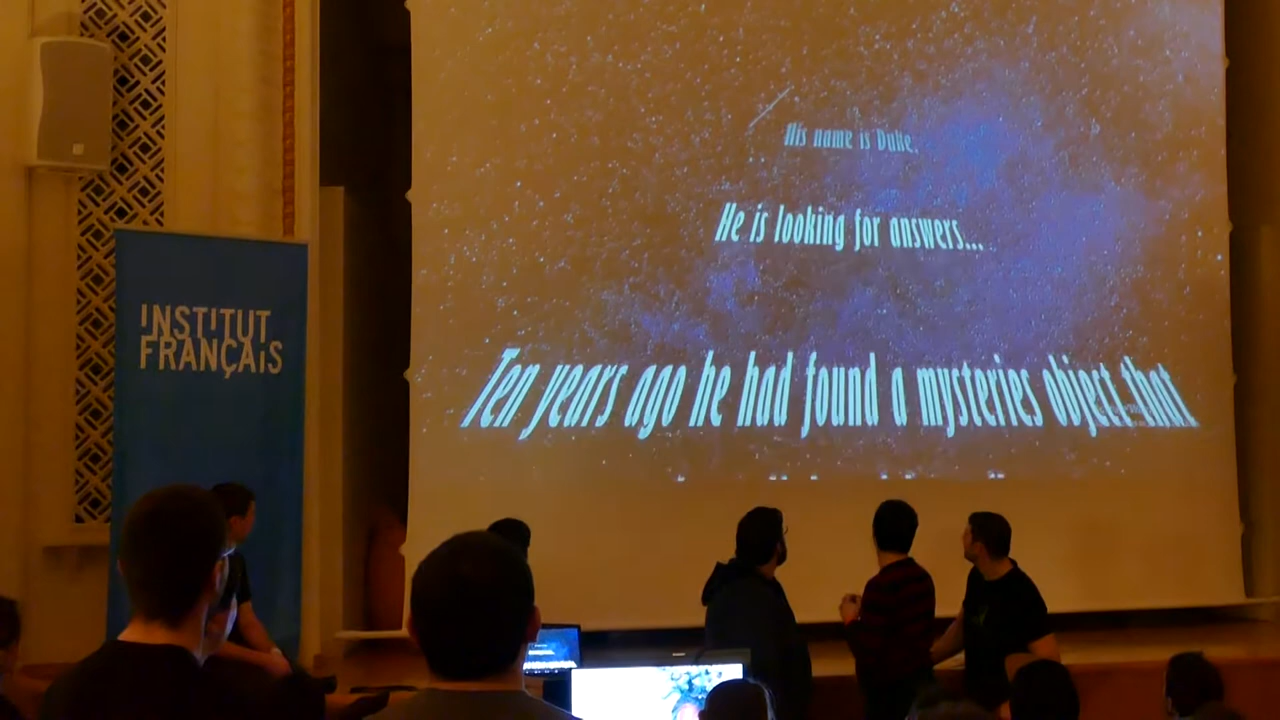 INSTITUT
FRANÇAIS
His name is Duke.
He is looking for answers...
Ten years ago he had found a mysteries object that